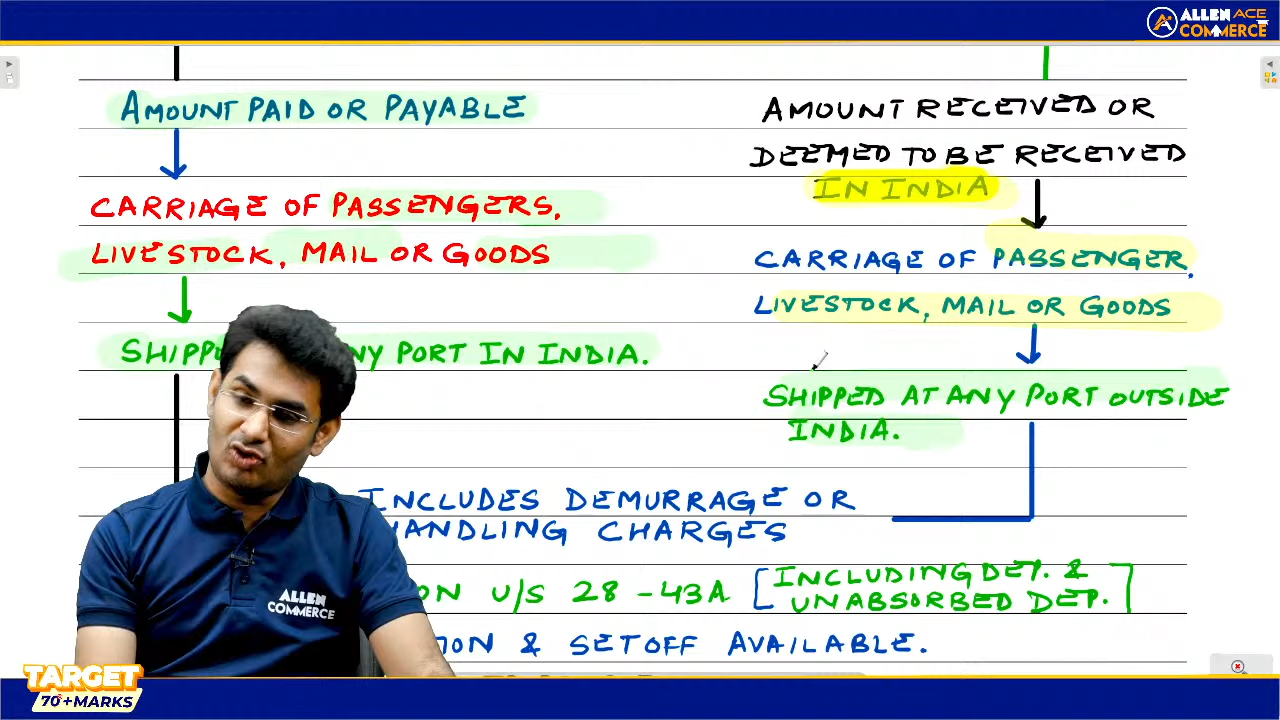 ALLEN ACE
COMMERCE
AMOUNT PAID OR PAYABLE
CARRIAGE OF PASSENGERS,
LIVESTOCK, MAIL OR GOODS
PORT IN INDIA.
AMOUNT RECEIVED OR
DEEMED TO BE RECEIVED
IN INDIA
CARRIAGE OF PASSENGER,
LIVESTOCK, MAIL OR GOODS
SHIPPED AT ANY PORT OUTSIDE
INDIA.
INCLUDES DEMURRAGE OR
HANDLING CHARGES
U/S 28 - 43A [INCLUDING DEP. &
UNABSORBED DEP.]
& SETOFF AVAILABLE.
ALLEN
COMMERCE
TARGET
70+MARKS